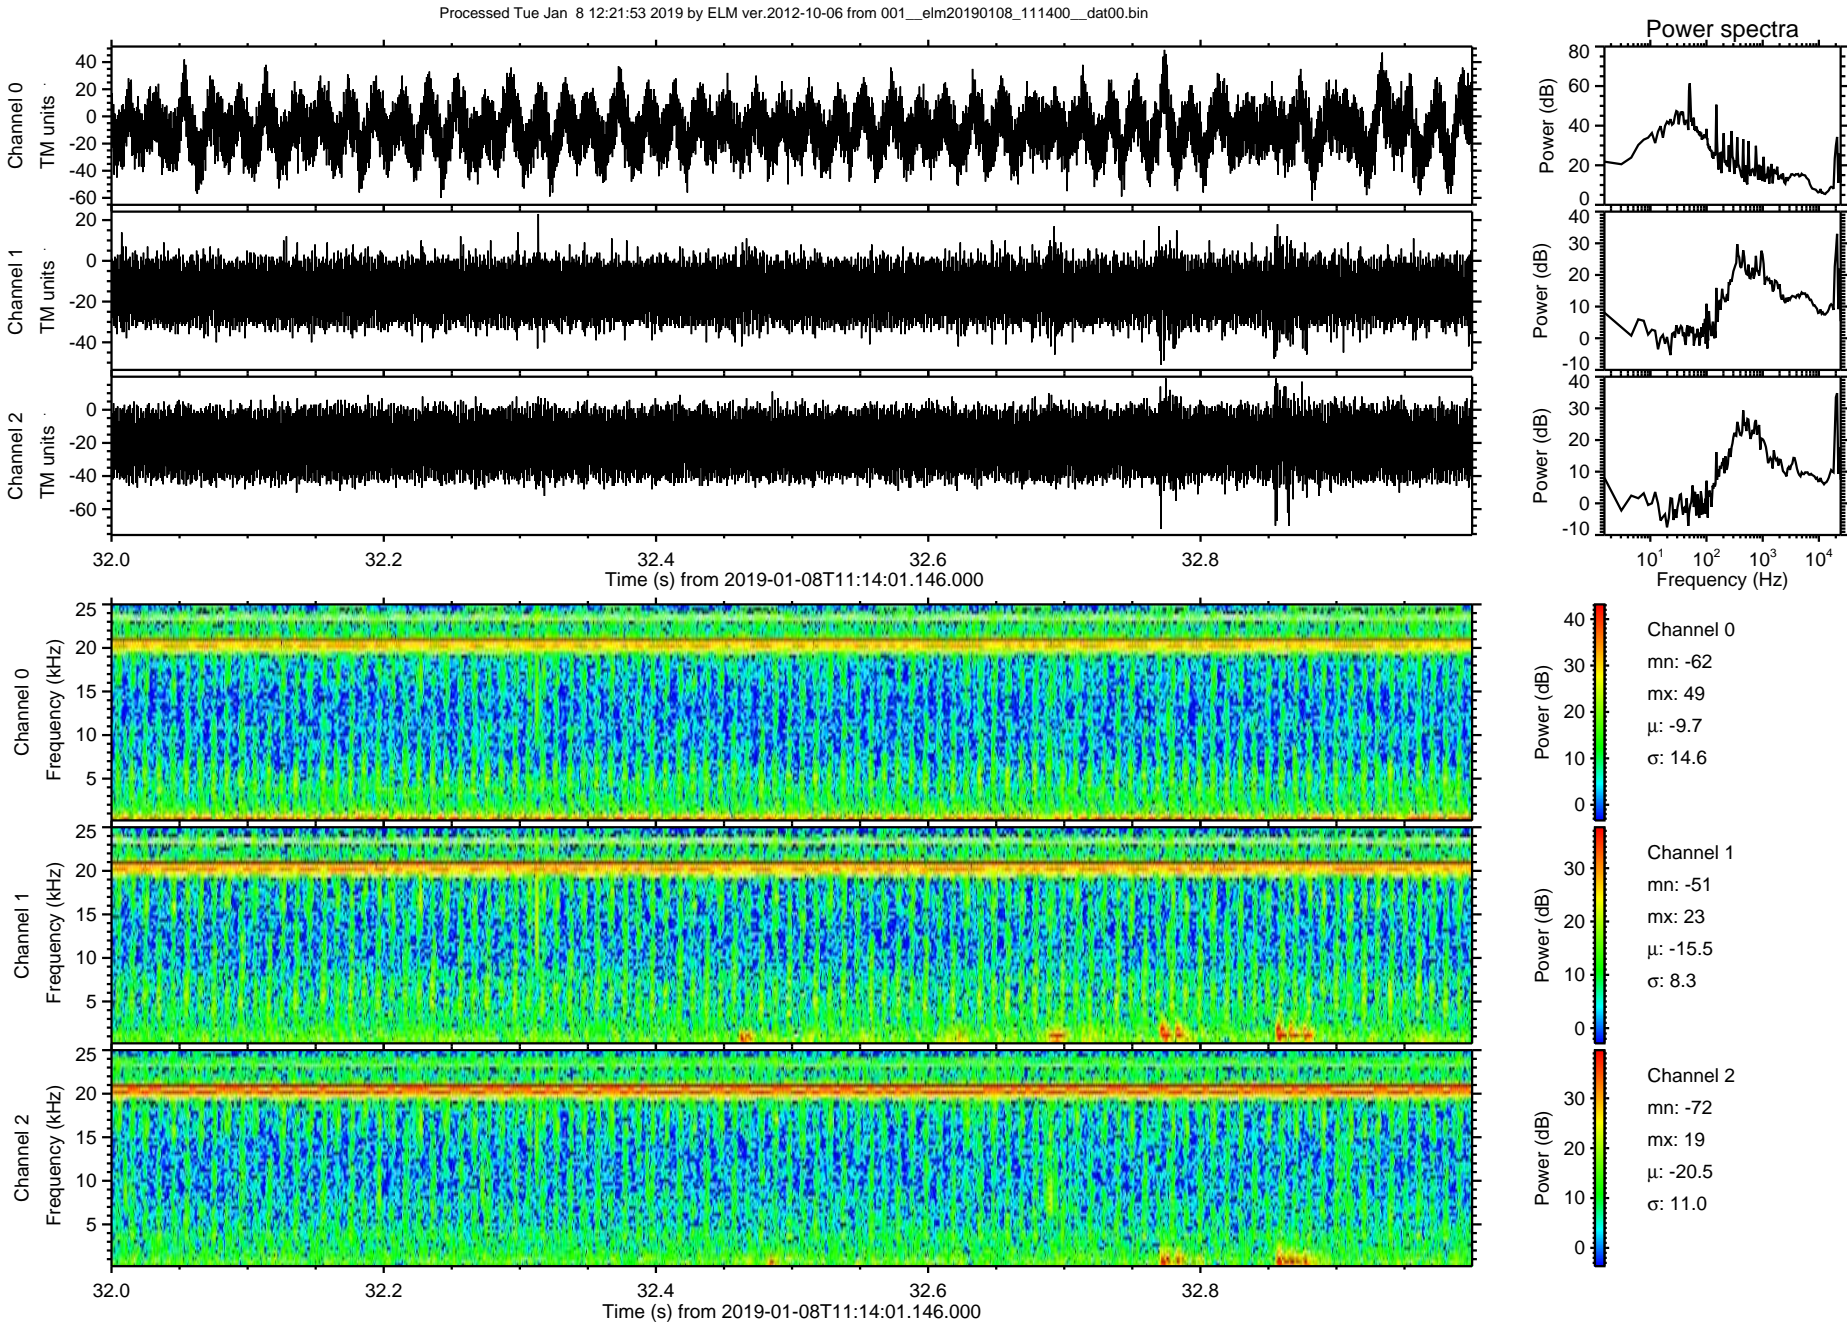 Processed Tue Jan  8 12:21:53 2019 by ELM ver.2012-10-06 from 001__elm20190108_111400__dat00.bin
Power spectra
Channel 0
TM units
40
20
0
-20
-40
-60
Power (dB)
80
60
40
20
0
Channel 1
TM units
20
0
-20
-40
Power (dB)
40
30
20
10
0
-10
Channel 2
TM units
0
-20
-40
-60
Power (dB)
40
30
20
10
0
-10
32.0 32.2 32.4 32.6 32.8
Time (s) from 2019-01-08T11:14:01.146.000
10^1 10^2 10^3 10^4
Frequency (Hz)
Channel 0
Frequency (kHz)
25
20
15
10
5
Power (dB)
40
30
20
10
0
Channel 0
mn: -62
mx: 49
μ: -9.7
σ: 14.6
Channel 1
Frequency (kHz)
25
20
15
10
5
Power (dB)
30
20
10
0
Channel 1
mn: -51
mx: 23
μ: -15.5
σ: 8.3
Channel 2
Frequency (kHz)
25
20
15
10
5
Power (dB)
30
20
10
0
Channel 2
mn: -72
mx: 19
μ: -20.5
σ: 11.0
32.0 32.2 32.4 32.6 32.8
Time (s) from 2019-01-08T11:14:01.146.000